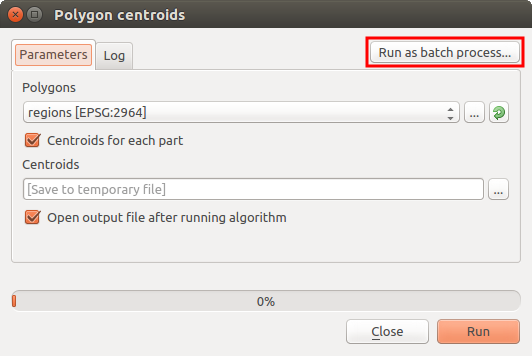 Polygon centroids
Parameters
Log
Run as batch process...
Polygons
regions [EPSG:2964]
...
Centroids for each part
Centroids
[Save to temporary file]
...
Open output file after running algorithm
0%
Close
Run